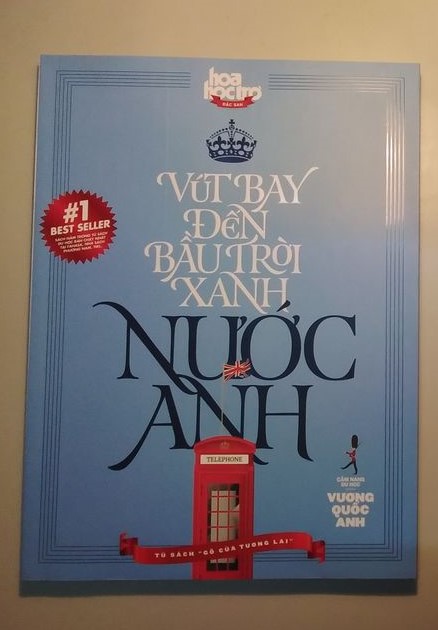 hoa
học trò
ĐẶC SAN
VÚT BAY
ĐẾN
BẦU TRỜI
XANH
NƯỚC
ANH
#1
BEST SELLER
TELEPHONE
CẨM NANG
DU HỌC
VƯƠNG
QUỐC
ANH
TỦ SÁCH "GÕ CỬA TƯƠNG LAI"